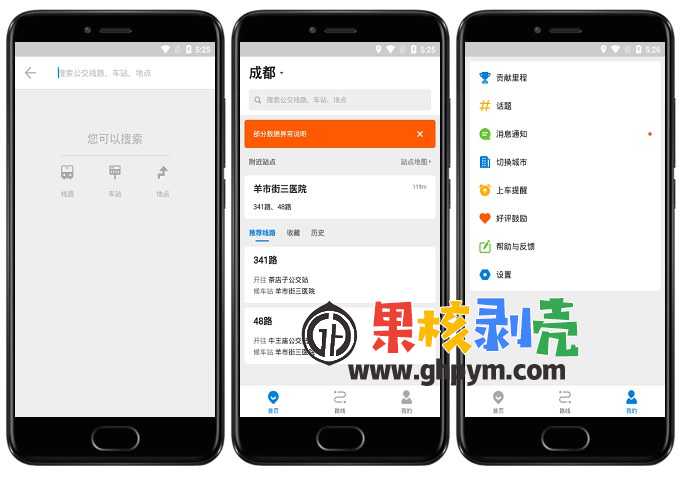 5:25
搜索公交线路、车站、地点
您可以搜索
线路
车站
地点
5:25
成都
搜索公交线路、车站、地点
部分数据异常说明
附近站点
站点地图
羊市街三医院
119m
341路、48路
推荐线路 收藏 历史
341路
开往 茶店子公交站
候车站 羊市街三医院
48路
开往 牛王庙公交
候车站 羊市街三医
首页
路线
我的
5:26
贡献里程
话题
消息通知
切换城市
上车提醒
好评鼓励
帮助与反馈
设置
首页
路线
我的
果核剥壳
www.ghpym.com